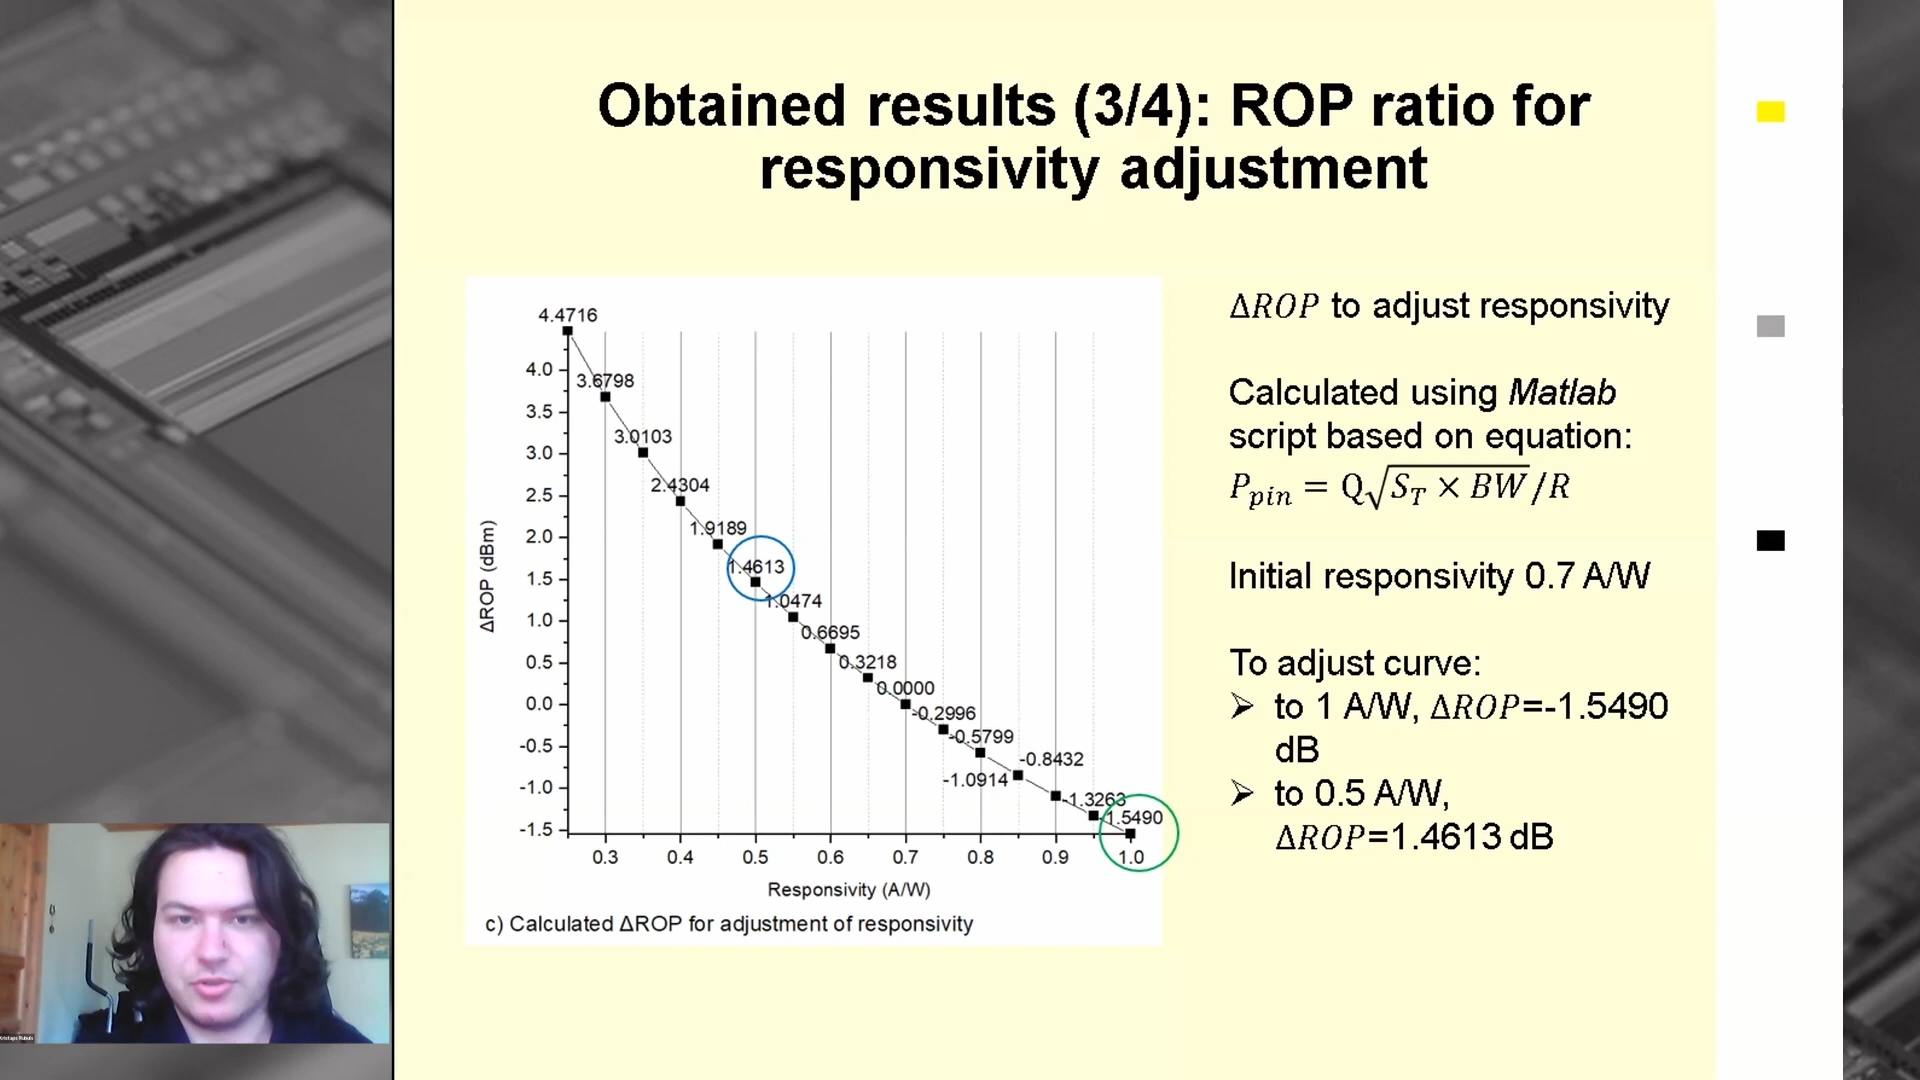 Obtained results (3/4): ROP ratio for
responsivity adjustment
4.4716
3.6798
3.0103
2.4304
1.9189
1.4613
1.0474
0.6695
0.3218
0.0000
-0.2996
-0.5799
-0.8432
-1.0914
-1.3263
-1.5490
4.0
3.5
3.0
2.5
2.0
1.5
1.0
0.5
0.0
-0.5
-1.0
-1.5
ΔROP (dBm)
0.3 0.4 0.5 0.6 0.7 0.8 0.9 1.0
Responsivity (A/W)
c) Calculated ΔROP for adjustment of responsivity
ΔROP to adjust responsivity
Calculated using Matlab
script based on equation:
P_pin = Q√(S_T × BW)/R
Initial responsivity 0.7 A/W
To adjust curve:
➢ to 1 A/W, ΔROP=-1.5490
dB
➢ to 0.5 A/W,
ΔROP=1.4613 dB